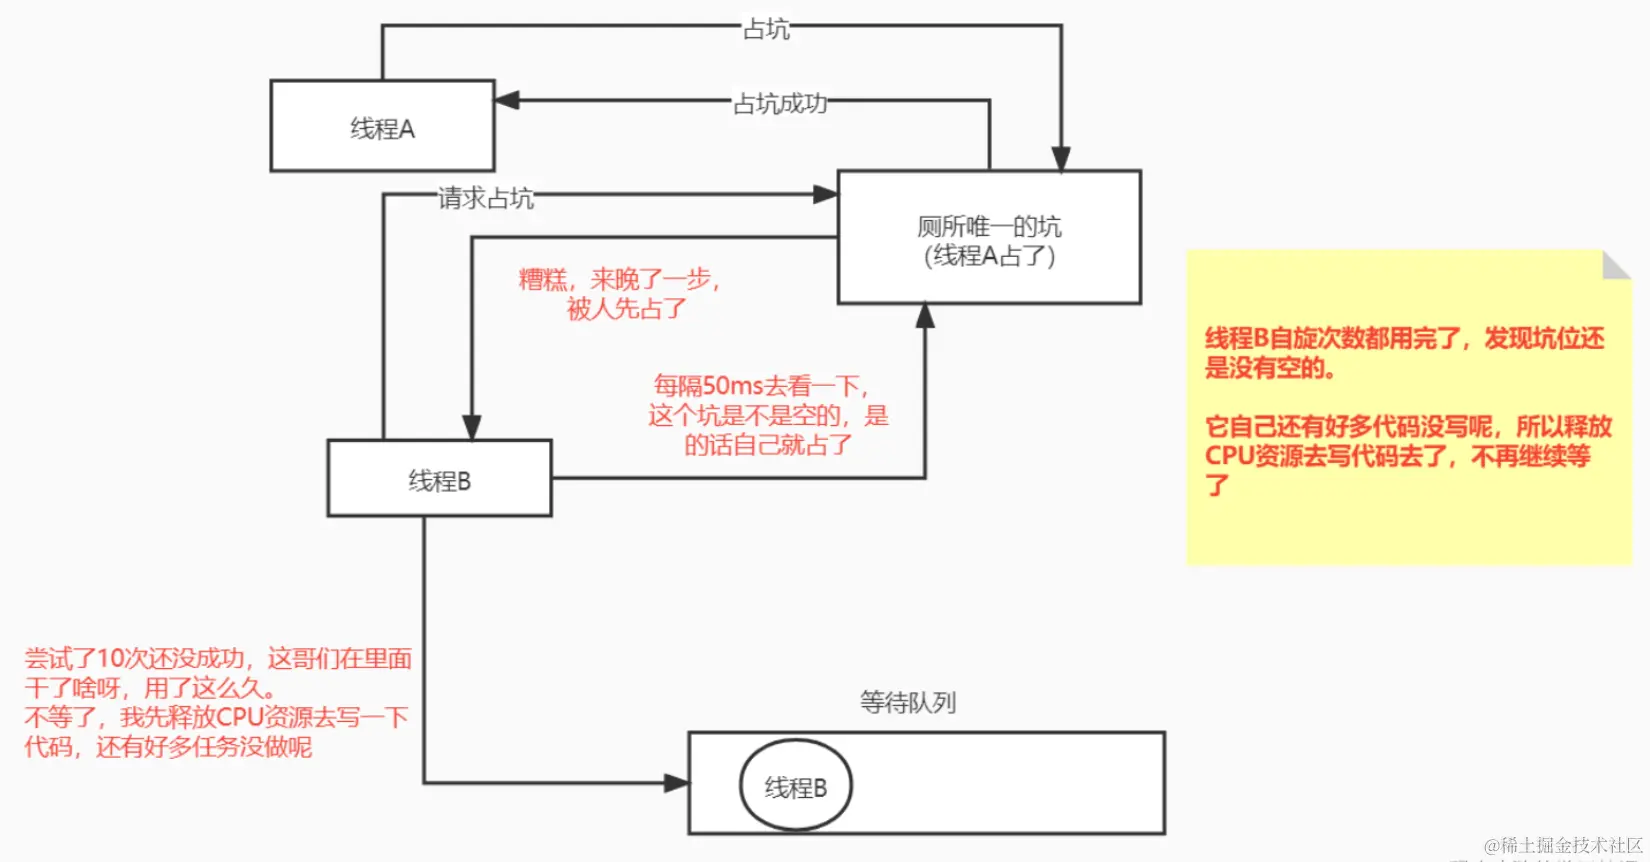 占坑
占坑成功
线程A
请求占坑
厕所唯一的坑
(线程A占了)
糟糕，来晚了一步，
被人先占了
线程B自旋次数都用完了，发现坑位还
是没有空的。
它自己还有好多代码没写呢，所以释放
CPU资源去写代码去了，不再继续等
了
每隔50ms去看一下，
这个坑是不是空的，是
的话自己就占了
线程B
尝试了10次还没成功，这哥们在里面
干了啥呀，用了这么久。
不等了，我先释放CPU资源去写一下
代码，还有好多任务没做呢
等待队列
线程B
@稀土掘金技术社区